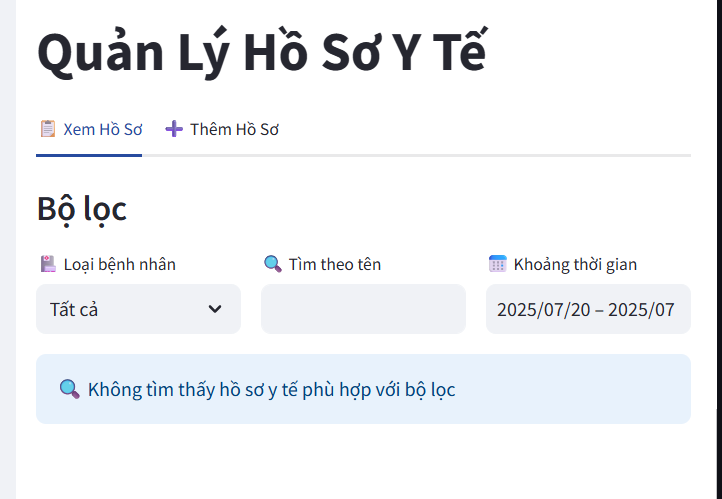 Quản Lý Hồ Sơ Y Tế
Xem Hồ Sơ Thêm Hồ Sơ
Bộ lọc
Loại bệnh nhân Tìm theo tên Khoảng thời gian
Tất cả 2025/07/20 – 2025/07
Không tìm thấy hồ sơ y tế phù hợp với bộ lọc